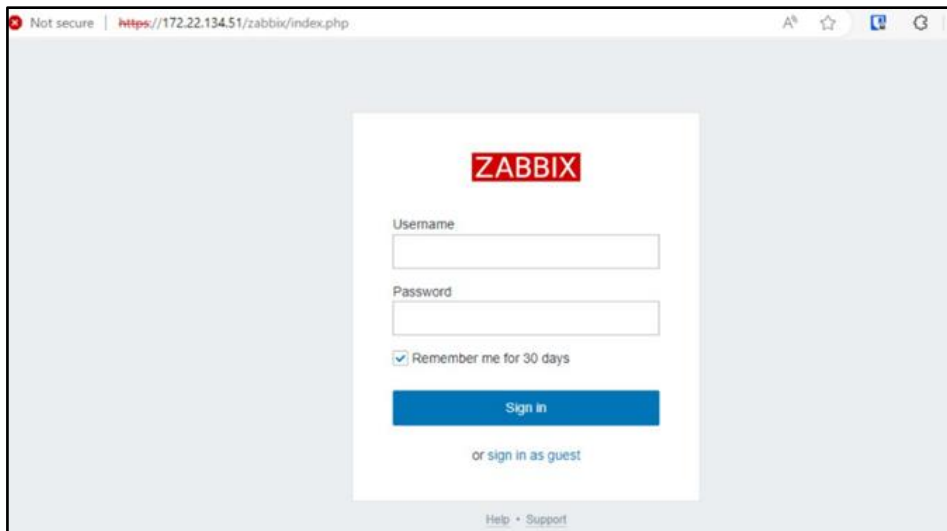 Not secure | https://172.22.134.51/zabbix/index.php
ZABBIX
Username
Password
Remember me for 30 days
Sign in
or sign in as guest
Help • Support